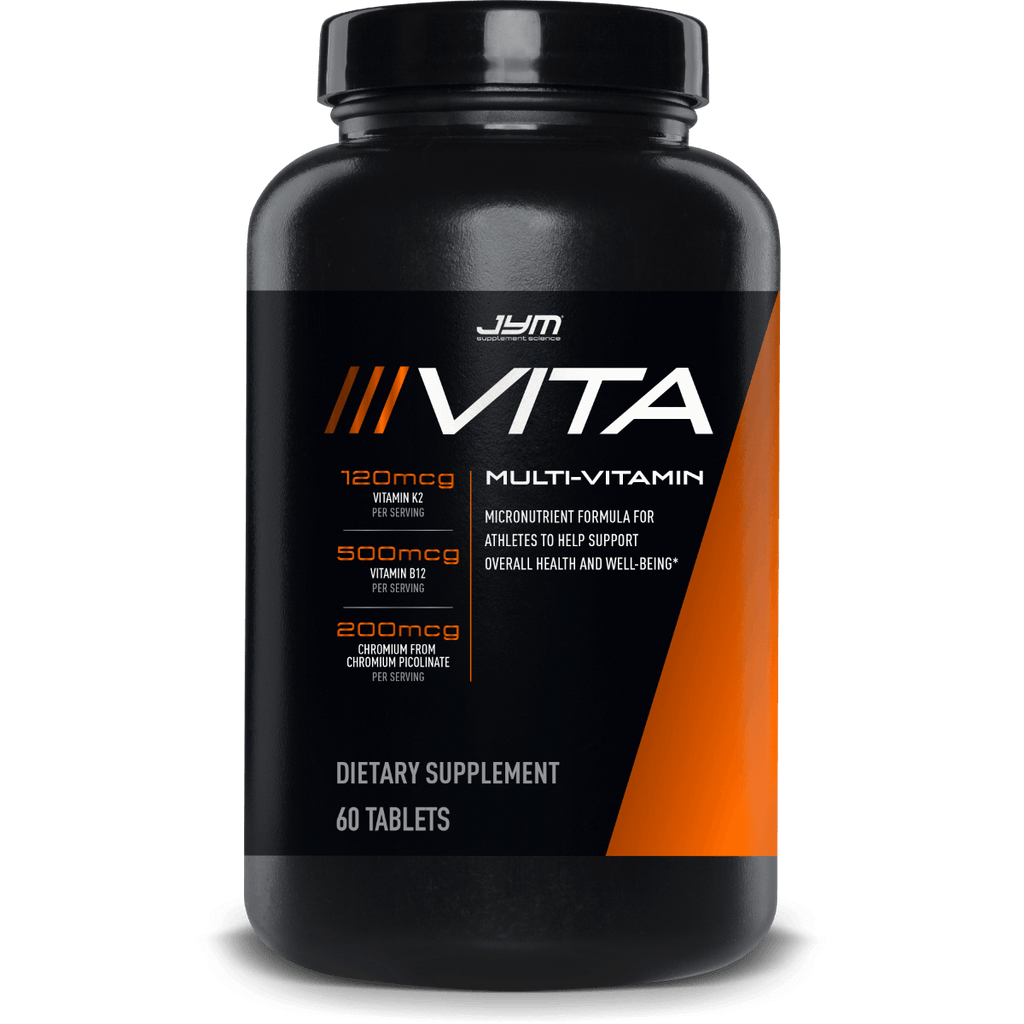 JYM®
supplement science
VITA
120mcg
VITAMIN K2
PER SERVING
500mcg
VITAMIN B12
PER SERVING
200mcg
CHROMIUM FROM
CHROMIUM PICOLINATE
PER SERVING
MULTI-VITAMIN
MICRONUTRIENT FORMULA FOR
ATHLETES TO HELP SUPPORT
OVERALL HEALTH AND WELL-BEING*
DIETARY SUPPLEMENT
60 TABLETS